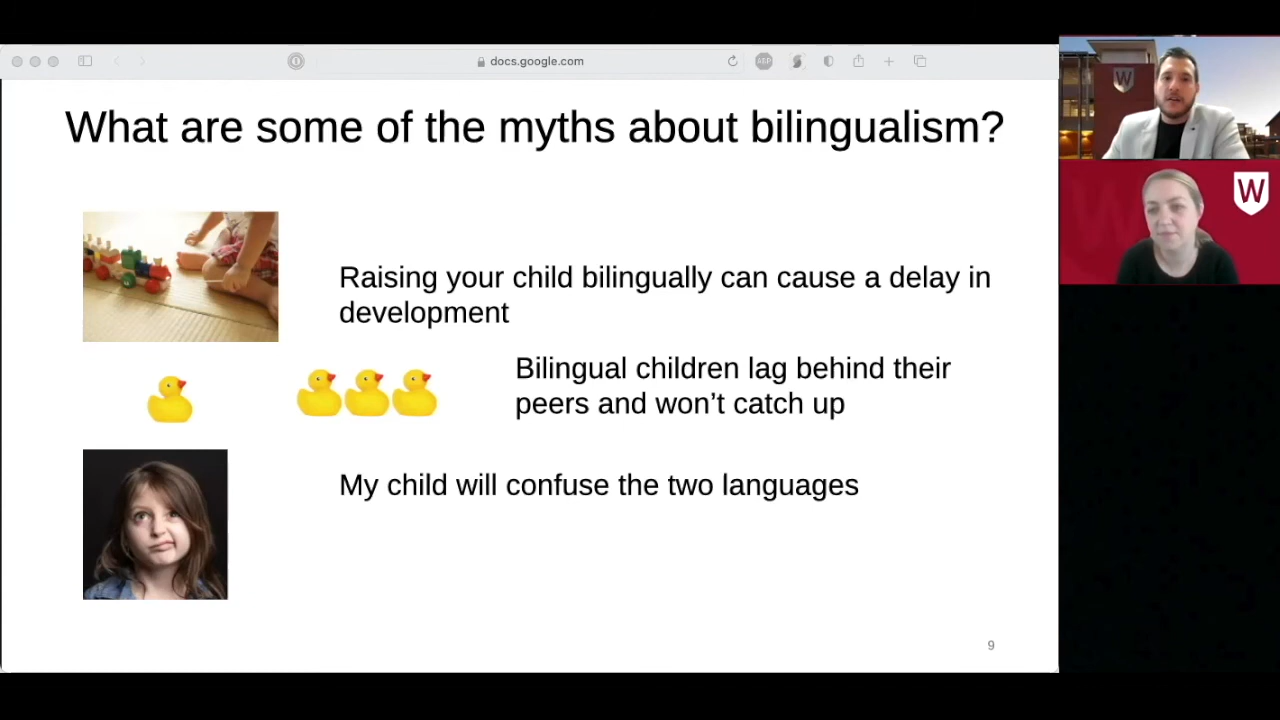 docs.google.com
ABP
What are some of the myths about bilingualism?
Raising your child bilingually can cause a delay in
development
Bilingual children lag behind their
peers and won’t catch up
My child will confuse the two languages
9
W
W